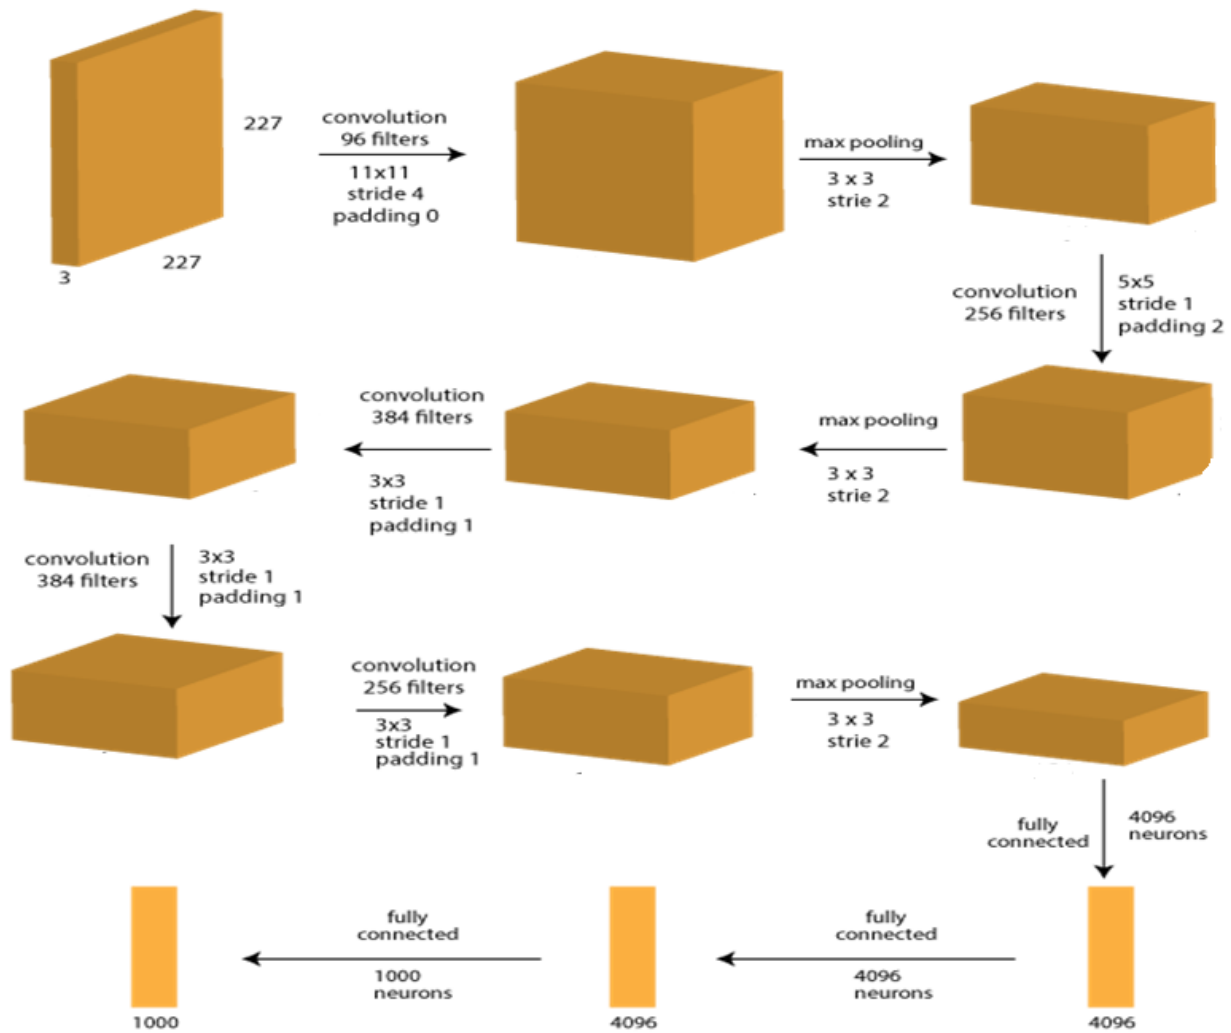 227
227
3
convolution
96 filters
11x11
stride 4
padding 0
max pooling
3 x 3
strie 2
convolution
256 filters
5x5
stride 1
padding 2
max pooling
3 x 3
strie 2
convolution
384 filters
3x3
stride 1
padding 1
convolution
384 filters
3x3
stride 1
padding 1
convolution
256 filters
3x3
stride 1
padding 1
max pooling
3 x 3
strie 2
fully
connected
4096
neurons
4096
fully
connected
4096
neurons
4096
fully
connected
1000
neurons
1000